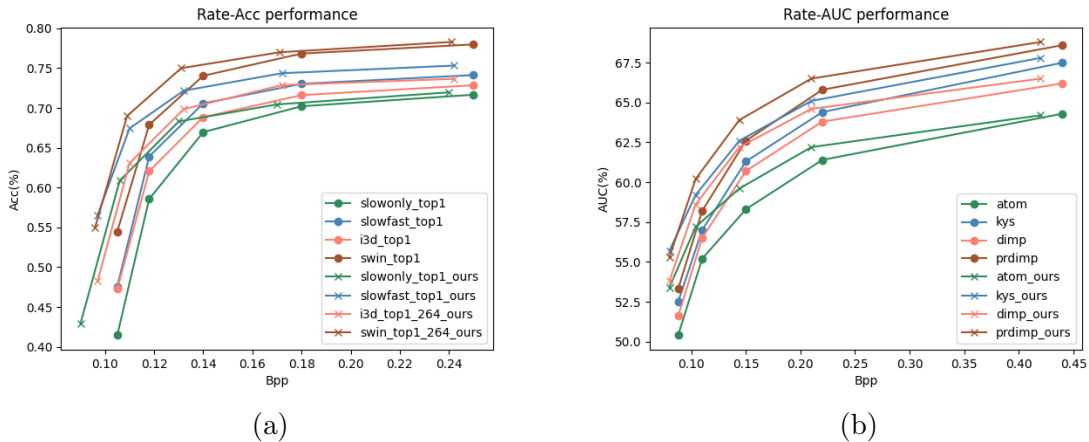 Rate-Acc performance
0.80
0.75
0.70
0.65
0.60
0.55
0.50
0.45
0.40
Acc(%)
slowonly_top1
slowfast_top1
i3d_top1
swin_top1
slowonly_top1_ours
slowfast_top1_ours
i3d_top1_264_ours
swin_top1_264_ours
0.10 0.12 0.14 0.16 0.18 0.20 0.22 0.24
Bpp
(a)
Rate-AUC performance
67.5
65.0
62.5
60.0
57.5
55.0
52.5
50.0
AUC(%)
atom
kys
dimp
prdimp
atom_ours
kys_ours
dimp_ours
prdimp_ours
0.10 0.15 0.20 0.25 0.30 0.35 0.40 0.45
Bpp
(b)